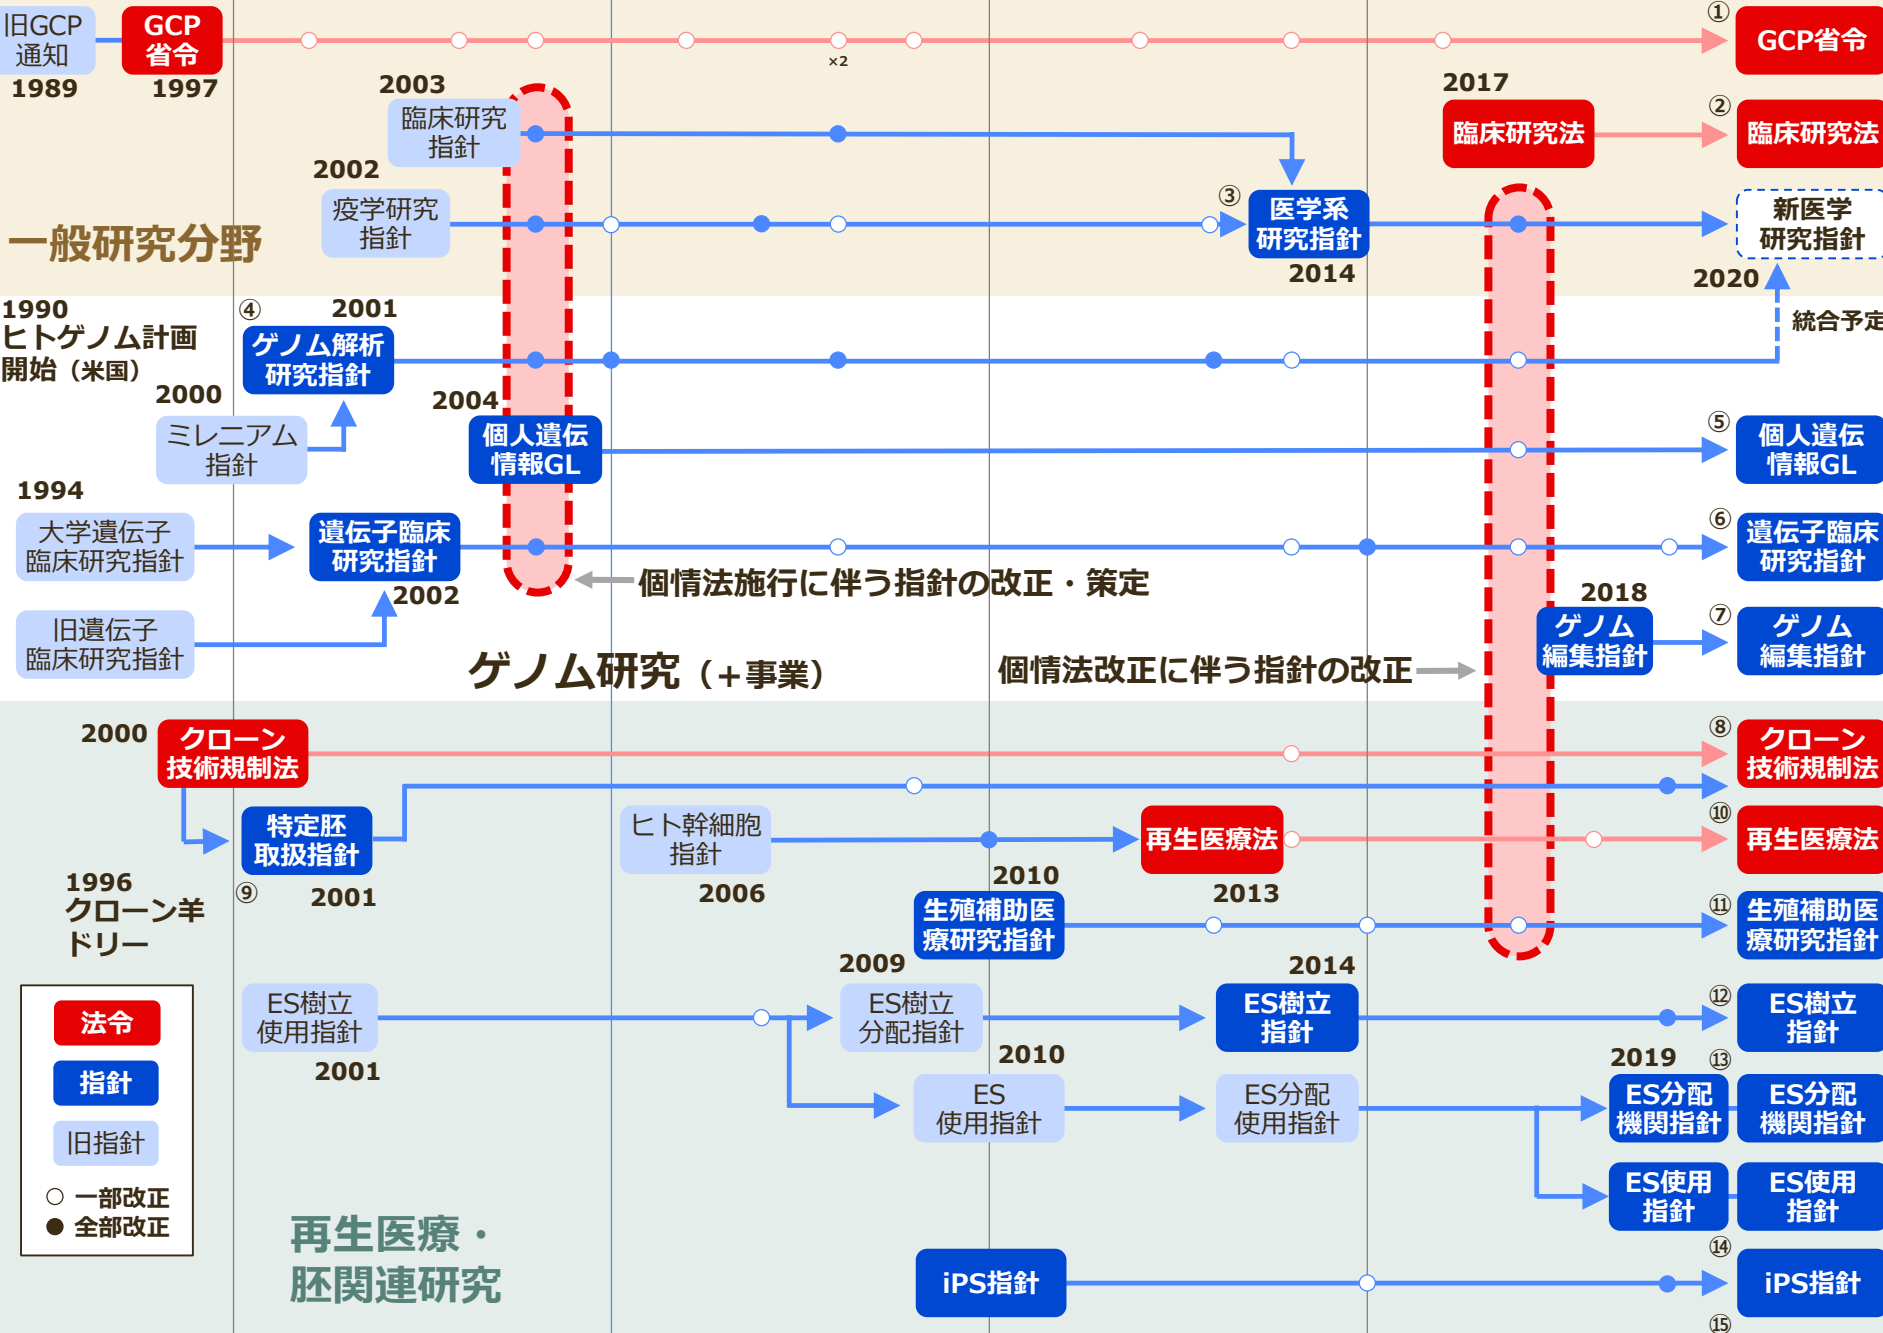 旧GCP
通知
1989
GCP
省令
1997
×2
①
GCP省令
2003
臨床研究
指針
2017
臨床研究法
②
臨床研究法
2002
疫学研究
指針
③
医学系
研究指針
2014
新医学
研究指針
2020
統合予定
一般研究分野
1990
ヒトゲノム計画
開始（米国）
④
2001
ゲノム解析
研究指針
2000
ミレニアム
指針
2004
個人遺伝
情報GL
⑤
個人遺伝
情報GL
1994
大学遺伝子
臨床研究指針
遺伝子臨床
研究指針
2002
⑥
遺伝子臨床
研究指針
個情法施行に伴う指針の改正・策定
旧遺伝子
臨床研究指針
2018
ゲノム
編集指針
⑦
ゲノム
編集指針
ゲノム研究（＋事業）
個情法改正に伴う指針の改正
2000
クローン
技術規制法
⑧
クローン
技術規制法
特定胚
取扱指針
⑨
2001
ヒト幹細胞
指針
2006
再生医療法
2013
⑩
再生医療法
1996
クローン羊
ドリー
2010
生殖補助医
療研究指針
⑪
生殖補助医
療研究指針
ES樹立
使用指針
2001
2009
ES樹立
分配指針
2014
ES樹立
指針
⑫
ES樹立
指針
2010
ES
使用指針
ES分配
使用指針
2019
ES分配
機関指針
⑬
ES分配
機関指針
ES使用
指針
ES使用
指針
⑭
iPS指針
iPS指針
⑮
法令
指針
旧指針
○ 一部改正
● 全部改正
再生医療・
胚関連研究